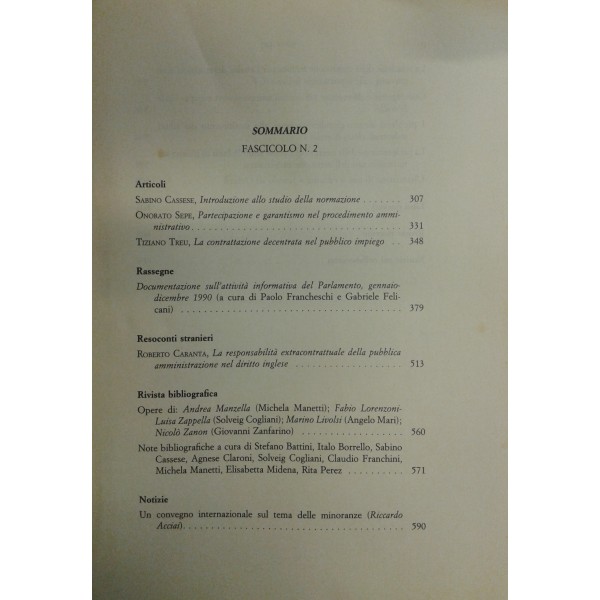 SOMMARIO
FASCICOLO N. 2
Articoli
SABINO CASSESE, Introduzione allo studio della normazione . . . . . . . 307
ONORATO SEPE, Partecipazione e garantismo nel procedimento ammi-
nistrativo . . . . . . . . . . . . . . . . . . . . . . . . . . . . . . . . . . . 331
TIZIANO TREU, La contrattazione decentrata nel pubblico impiego . . 348
Rassegne
Documentazione sull'attività informativa del Parlamento, gennaio-
dicembre 1990 (a cura di Paolo Francheschi e Gabriele Feli-
cani) . . . . . . . . . . . . . . . . . . . . . . . . . . . . . . . . . . . . . . . 379
Resoconti stranieri
ROBERTO CARANTA, La responsabilità extracontrattuale della pubblica
amministrazione nel diritto inglese . . . . . . . . . . . . . . . . . . 513
Rivista bibliografica
Opere di: Andrea Manzella (Michela Manetti); Fabio Lorenzoni-
Luisa Zappella (Solveig Cogliani); Marino Livolsi (Angelo Mari);
Nicolò Zanon (Giovanni Zanfarino) . . . . . . . . . . . . . . . . . . 560
Note bibliografiche a cura di Stefano Battini, Italo Borrello, Sabino
Cassese, Agnese Claroni, Solveig Cogliani, Claudio Franchini,
Michela Manetti, Elisabetta Midena, Rita Perez . . . . . . . . . . 571
Notizie
Un convegno internazionale sul tema delle minoranze (Riccardo
Acciai) . . . . . . . . . . . . . . . . . . . . . . . . . . . . . . . . . . . . . . 590